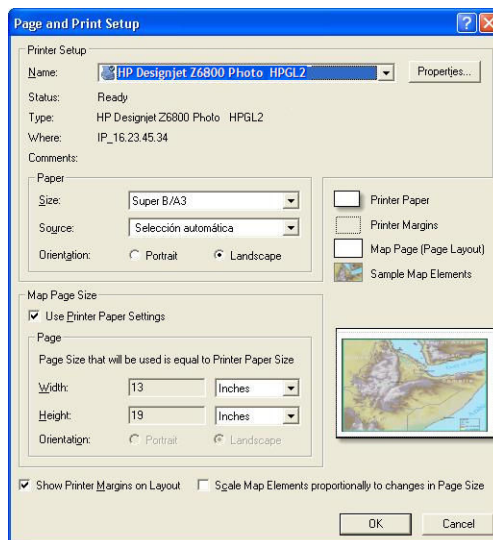 Page and Print Setup
Printer Setup
Name: HP Designjet Z6800 Photo HPGL2 Properties...
Status: Ready
Type: HP Designjet Z6800 Photo HPGL2
Where: IP_16.23.45.34
Comments:
Paper
Size: Super B/A3
Source: Selección automática
Orientation: Portrait Landscape
Printer Paper
Printer Margins
Map Page (Page Layout)
Sample Map Elements
Map Page Size
Use Printer Paper Settings
Page
Page Size that will be used is equal to Printer Paper Size
Width: 13 Inches
Height: 19 Inches
Orientation: Portrait Landscape
Show Printer Margins on Layout Scale Map Elements proportionally to changes in Page Size
OK Cancel